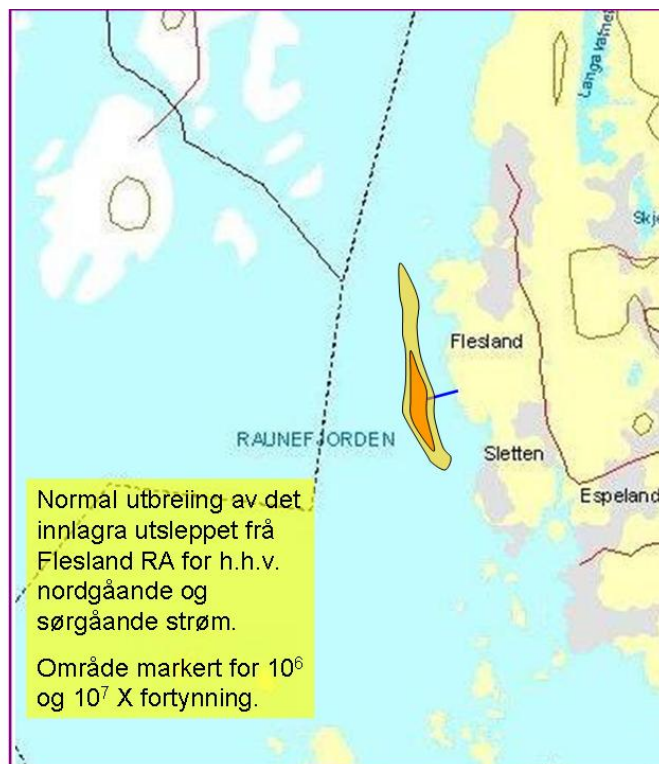 Langavatnet
Skje
Flesland
RAUNEFJORDEN
Sletten
Espeland
Normal utbreiing av det
innlagra utsleppet frå
Flesland RA for h.h.v.
nordgåande og
sørgåande strøm.
Område markert for 10⁶
og 10⁷ X fortynning.